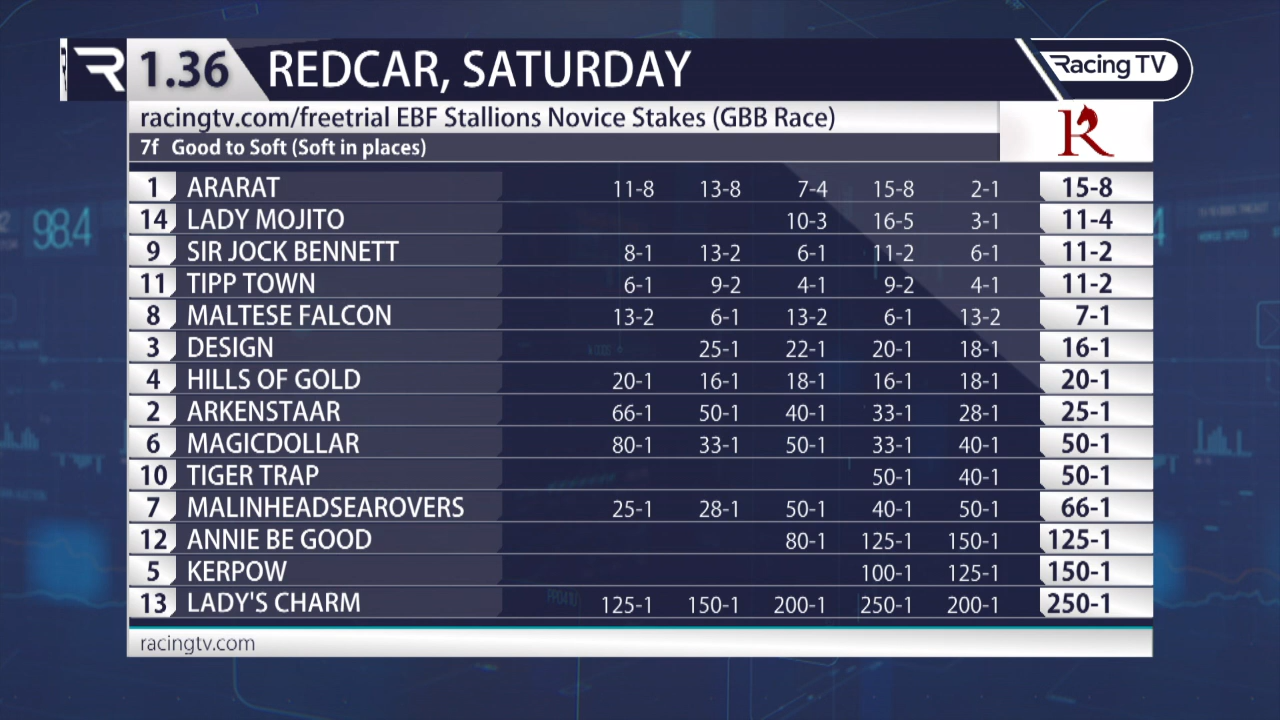 1.36 REDCAR, SATURDAY Racing TV
racingtv.com/freetrial EBF Stallions Novice Stakes (GBB Race)
7f Good to Soft (Soft in places)
1 ARARAT 11-8 13-8 7-4 15-8 2-1 15-8
14 LADY MOJITO 10-3 16-5 3-1 11-4
9 SIR JOCK BENNETT 8-1 13-2 6-1 11-2 6-1 11-2
11 TIPP TOWN 6-1 9-2 4-1 9-2 4-1 11-2
8 MALTESE FALCON 13-2 6-1 13-2 6-1 13-2 7-1
3 DESIGN 25-1 22-1 20-1 18-1 16-1
4 HILLS OF GOLD 20-1 16-1 18-1 16-1 18-1 20-1
2 ARKENSTAAR 66-1 50-1 40-1 33-1 28-1 25-1
6 MAGICDOLLAR 80-1 33-1 50-1 33-1 40-1 50-1
10 TIGER TRAP 50-1 40-1 50-1
7 MALINHEADSEAROVERS 25-1 28-1 50-1 40-1 50-1 66-1
12 ANNIE BE GOOD 80-1 125-1 150-1 125-1
5 KERPOW 100-1 125-1 150-1
13 LADY'S CHARM 125-1 150-1 200-1 250-1 200-1 250-1
racingtv.com
98.4